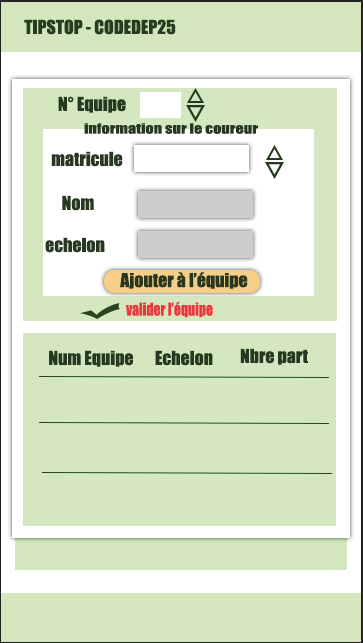 TIPSTOP - CODEDEP25
N° Equipe
Information sur le coureur
matricule
Nom
echelon
Ajouter à l'équipe
valider l'équipe
Num Equipe Echelon Nbre part